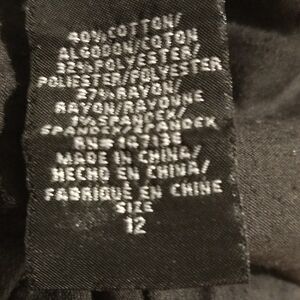 40% COTTON/
ALGODON/COTON
32% POLYESTER/
POLIESTER/POLYESTER
27% RAYON/
RAYON/RAYONNE
1% SPANDEX/
SPANDEX/SPANDEX
RN# 147138
MADE IN CHINA/
HECHO EN CHINA/
FABRIQUE EN CHINE
SIZE
12